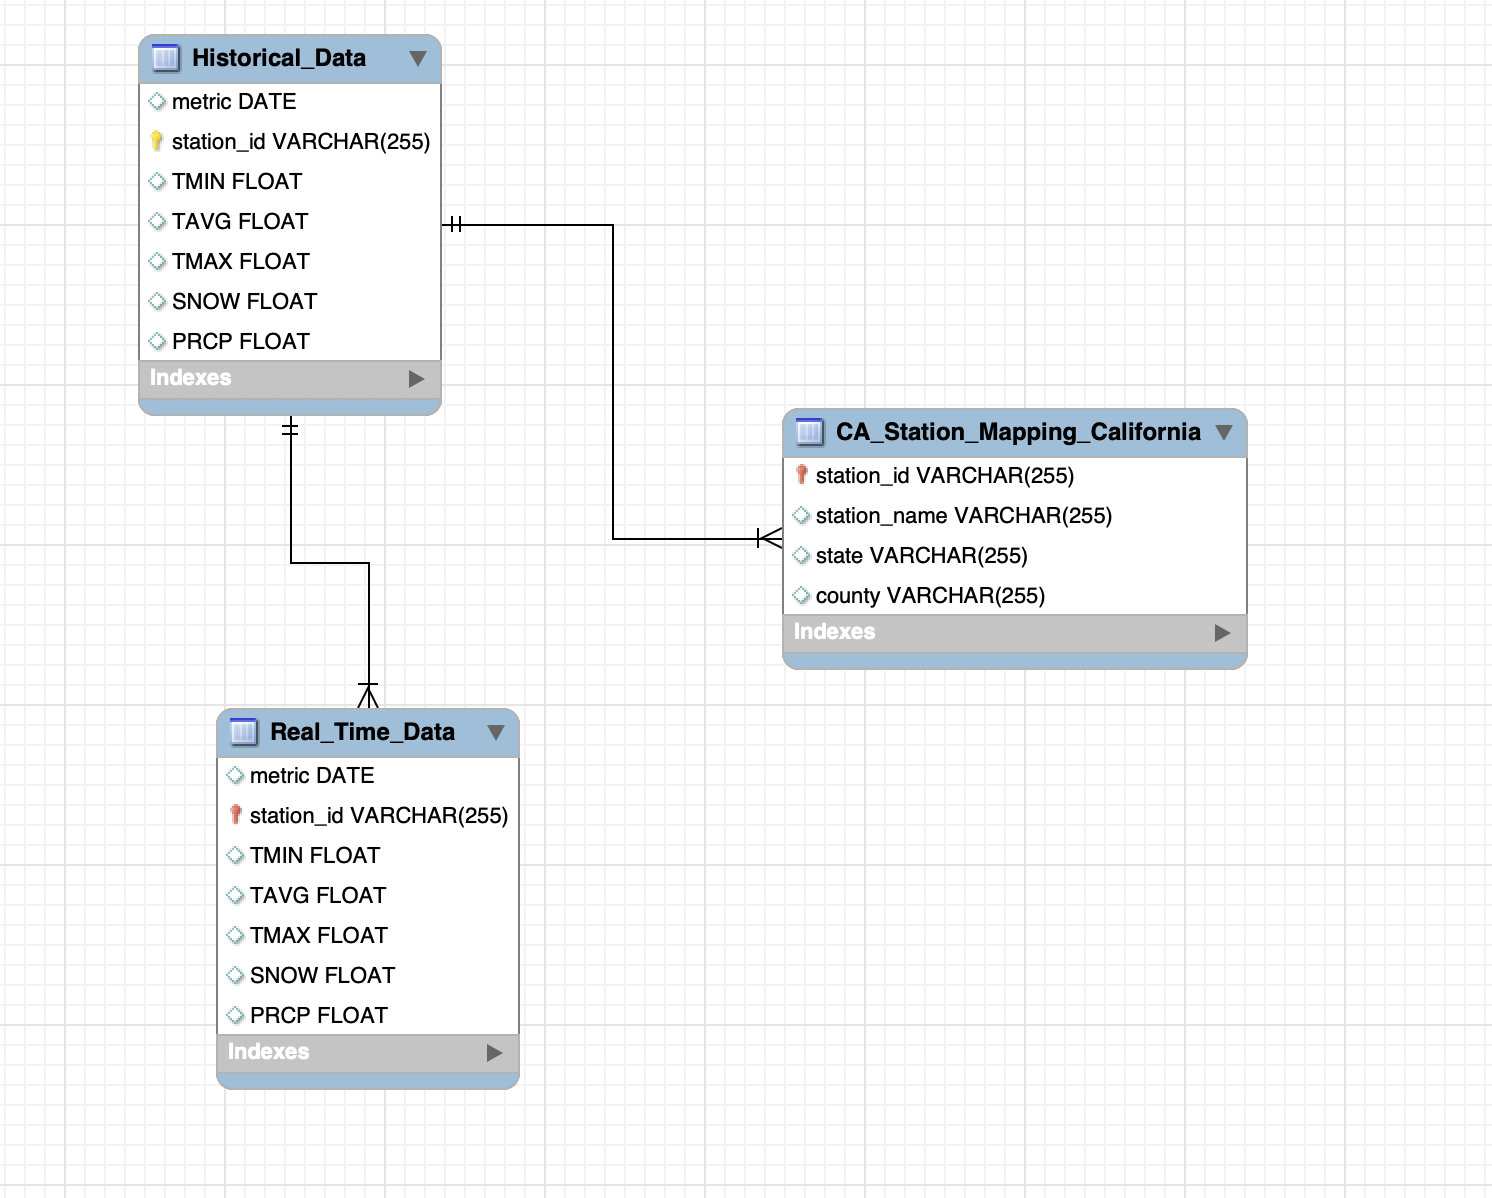 Historical_Data
metric DATE
station_id VARCHAR(255)
TMIN FLOAT
TAVG FLOAT
TMAX FLOAT
SNOW FLOAT
PRCP FLOAT
Indexes
CA_Station_Mapping_California
station_id VARCHAR(255)
station_name VARCHAR(255)
state VARCHAR(255)
county VARCHAR(255)
Indexes
Real_Time_Data
metric DATE
station_id VARCHAR(255)
TMIN FLOAT
TAVG FLOAT
TMAX FLOAT
SNOW FLOAT
PRCP FLOAT
Indexes